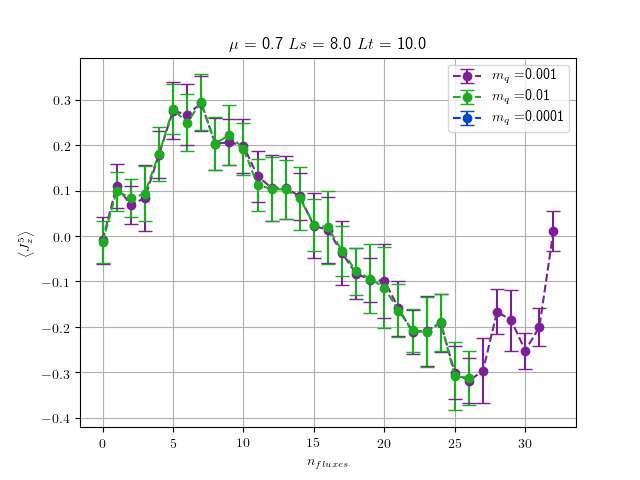 μ = 0.7 Ls = 8.0 Lt = 10.0
m_q =0.001
m_q =0.01
m_q =0.0001
0.3
0.2
0.1
0.0
−0.1
−0.2
−0.3
−0.4
⟨J_z^5⟩
0 5 10 15 20 25 30
n_{fluxes}